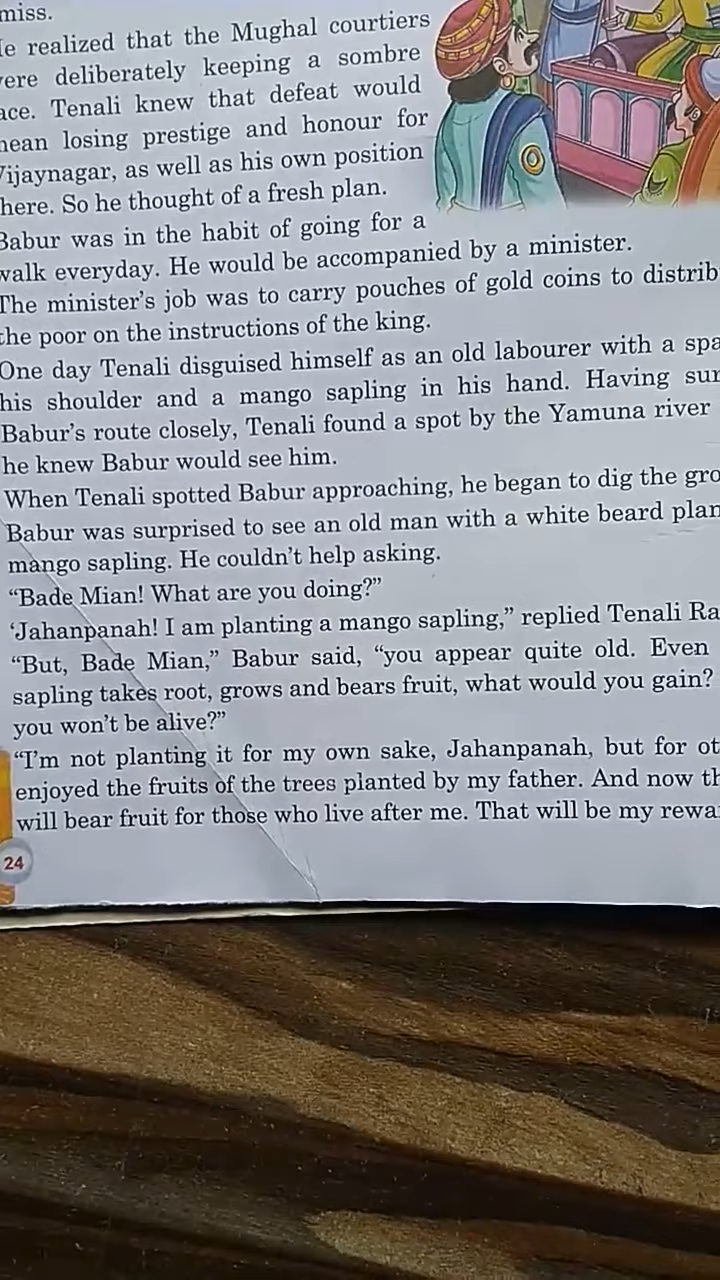 miss.
He realized that the Mughal courtiers
were deliberately keeping a sombre
face. Tenali knew that defeat would
mean losing prestige and honour for
Vijaynagar, as well as his own position
there. So he thought of a fresh plan.
Babur was in the habit of going for a
walk everyday. He would be accompanied by a minister.
The minister's job was to carry pouches of gold coins to distrib
the poor on the instructions of the king.
One day Tenali disguised himself as an old labourer with a spa
his shoulder and a mango sapling in his hand. Having sur
Babur's route closely, Tenali found a spot by the Yamuna river
he knew Babur would see him.
When Tenali spotted Babur approaching, he began to dig the gro
Babur was surprised to see an old man with a white beard plan
mango sapling. He couldn't help asking.
“Bade Mian! What are you doing?”
‘Jahanpanah! I am planting a mango sapling,” replied Tenali Ra
“But, Bade Mian,” Babur said, “you appear quite old. Even
sapling takes root, grows and bears fruit, what would you gain?
you won't be alive?”
“I'm not planting it for my own sake, Jahanpanah, but for ot
enjoyed the fruits of the trees planted by my father. And now th
will bear fruit for those who live after me. That will be my rewa
24